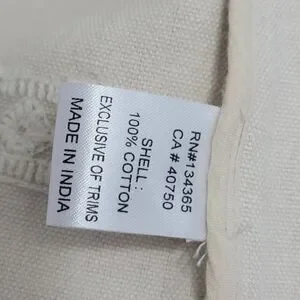 RN#134365
CA # 40750
SHELL :
100% COTTON
EXCLUSIVE OF TRIMS
MADE IN INDIA